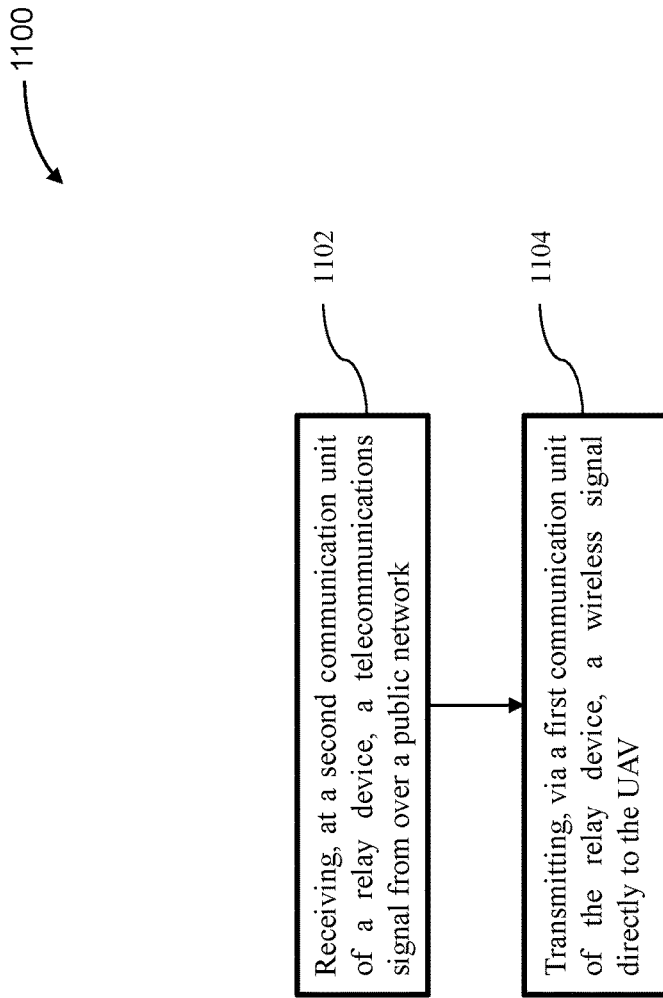 1100
1102
Receiving, at a second communication unit
of a relay device, a telecommunications
signal from over a public network
1104
Transmitting, via a first communication unit
of the relay device, a wireless signal
directly to the UAV